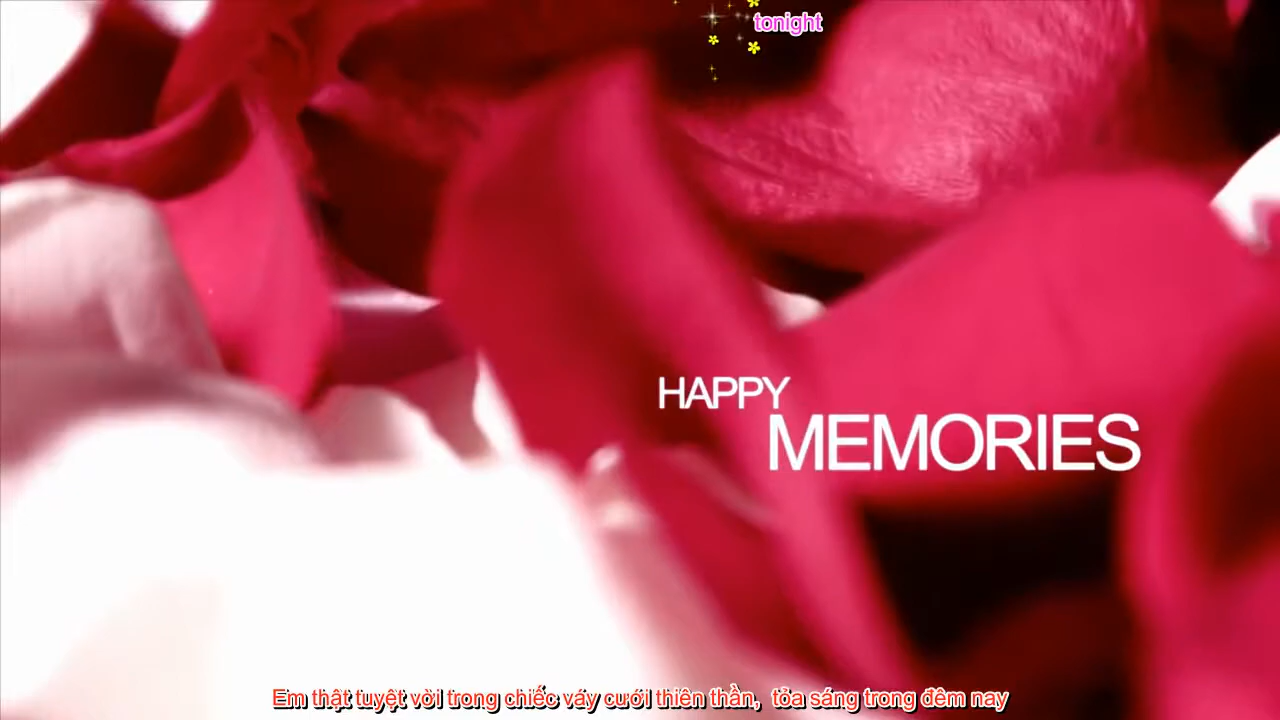 tonight
HAPPY
MEMORIES
Em thật tuyệt vời trong chiếc váy cưới thiên thần, tỏa sáng trong đêm nay